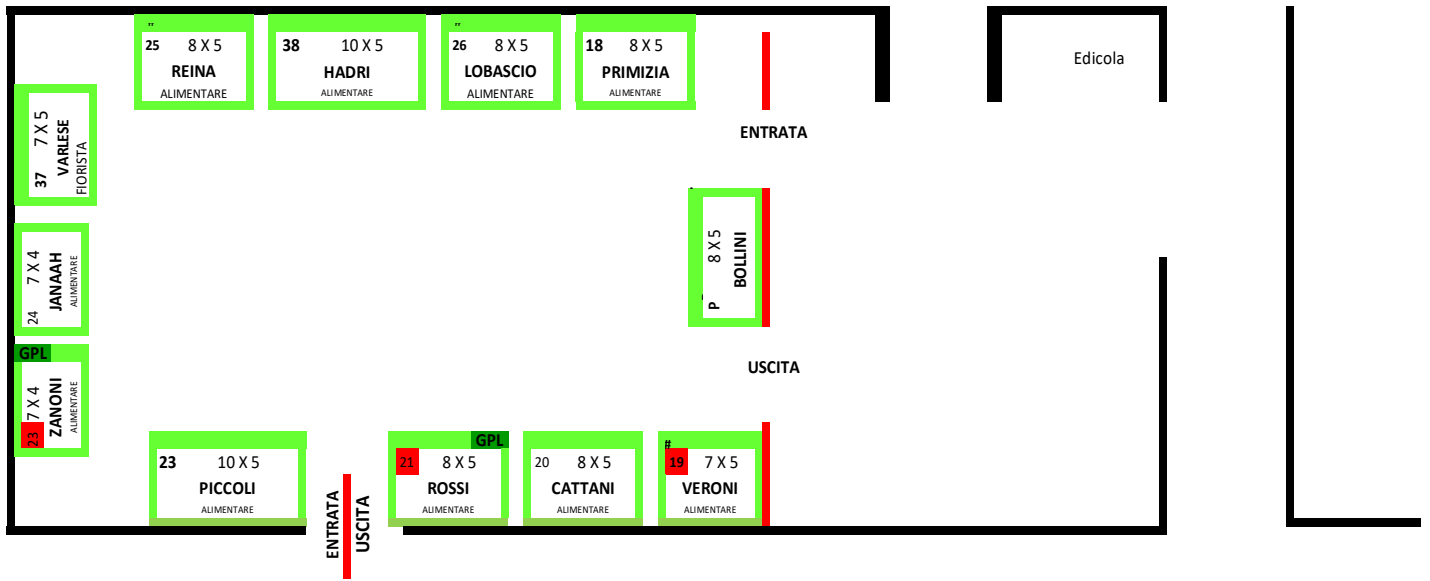 25 8 X 5
REINA
ALIMENTARE
38 10 X 5
HADRI
ALIMENTARE
26 8 X 5
LOBASCIO
ALIMENTARE
18 8 X 5
PRIMIZIA
ALIMENTARE
Edicola
ENTRATA
37 7 X 5
VARLESE
FIORISTA
24 7 X 4
JANAAH
ALIMENTARE
P 8 X 5
BOLLINI
GPL
23 7 X 4
ZANONI
ALIMENTARE
USCITA
23 10 X 5
PICCOLI
ALIMENTARE
ENTRATA
USCITA
GPL
21 8 X 5
ROSSI
ALIMENTARE
20 8 X 5
CATTANI
ALIMENTARE
#
19 7 X 5
VERONI
ALIMENTARE